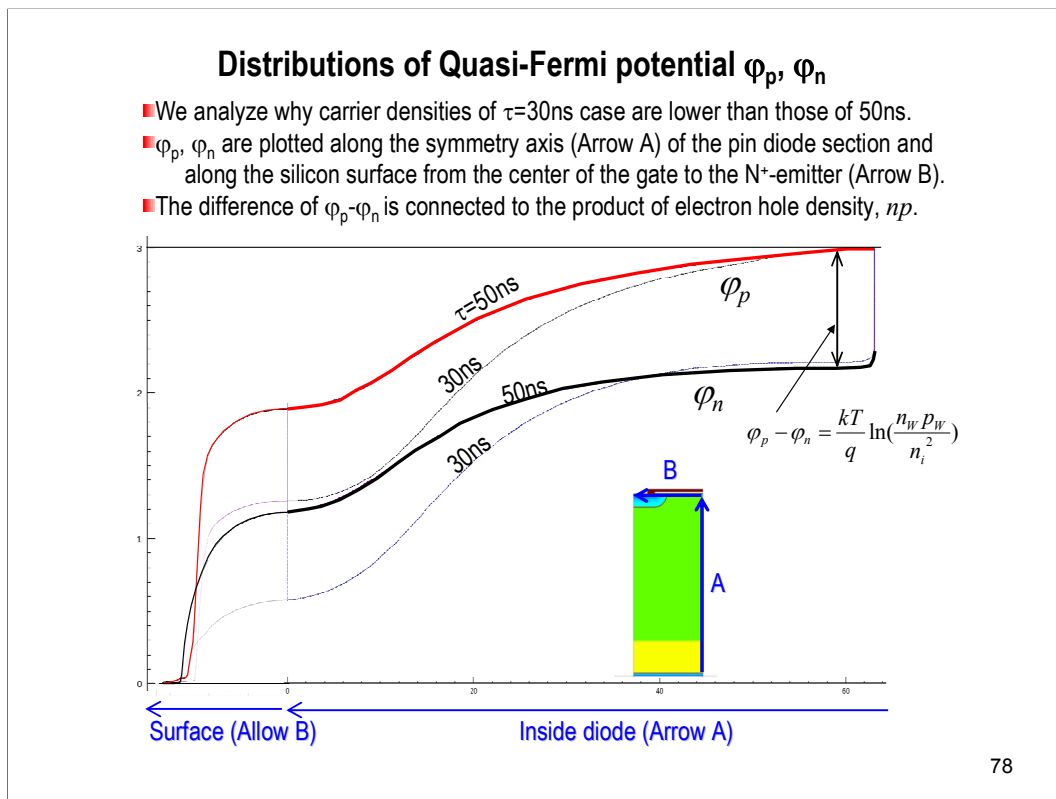 Distributions of Quasi-Fermi potential φp, φn
We analyze why carrier densities of τ=30ns case are lower than those of 50ns.
φp, φn are plotted along the symmetry axis (Arrow A) of the pin diode section and
along the silicon surface from the center of the gate to the N+-emitter (Arrow B).
The difference of φp-φn is connected to the product of electron hole density, np.
3
τ=50ns
φp
30ns
2
50ns
φn
30ns
φp − φn = kT/q ln(nW pW / ni²)
B
1
A
0
0 20 40 60
Surface (Allow B) Inside diode (Arrow A)
78